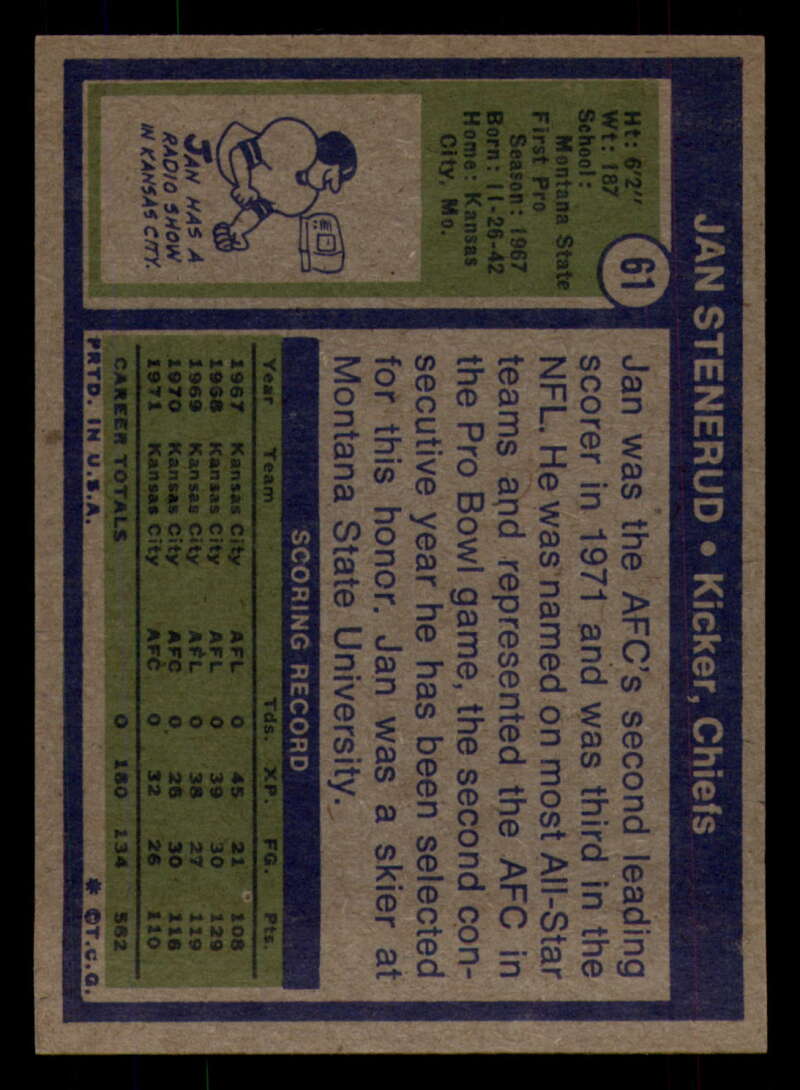 JAN STENERUD • Kicker, Chiefs
61
Ht: 6'2"
Wt: 187
School:
Montana State
First Pro
Season: 1967
Born: 11-26-42
Home: Kansas
City, Mo.
JAN HAS A
RADIO SHOW
IN KANSAS CITY.
Jan was the AFC's second leading
scorer in 1971 and was third in the
NFL. He was named on most All-Star
teams and represented the AFC in
the Pro Bowl game, the second con-
secutive year he has been selected
for this honor. Jan was a skier at
Montana State University.
SCORING RECORD
Year Team Tds. XP. FG. Pts.
1967 Kansas City AFL 0 45 21 108
1968 Kansas City AFL 0 39 30 129
1969 Kansas City AFL 0 38 27 119
1970 Kansas City AFC 0 26 30 116
1971 Kansas City AFC 0 32 26 110
CAREER TOTALS 0 180 134 582
PRTD. IN U.S.A. * ©T.C.G.